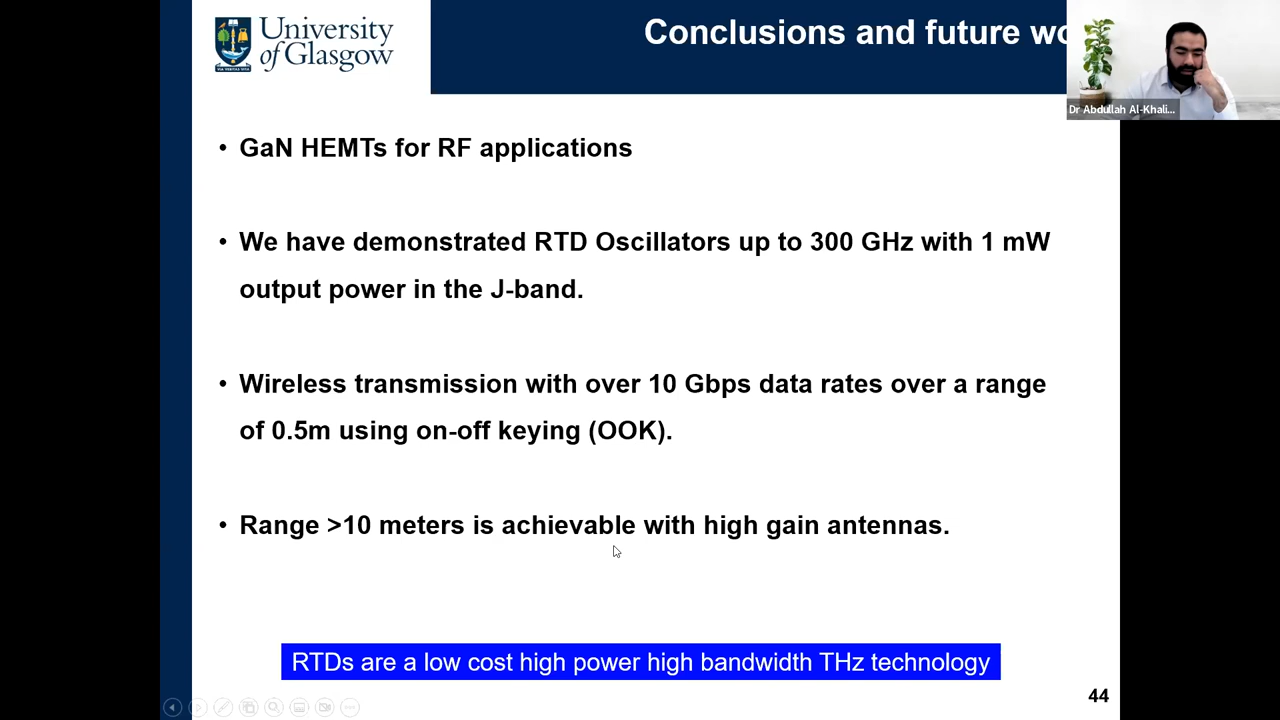 University
of Glasgow
Conclusions and future wo
Dr Abdullah Al-Khali...
• GaN HEMTs for RF applications
• We have demonstrated RTD Oscillators up to 300 GHz with 1 mW
output power in the J-band.
• Wireless transmission with over 10 Gbps data rates over a range
of 0.5m using on-off keying (OOK).
• Range >10 meters is achievable with high gain antennas.
RTDs are a low cost high power high bandwidth THz technology
44